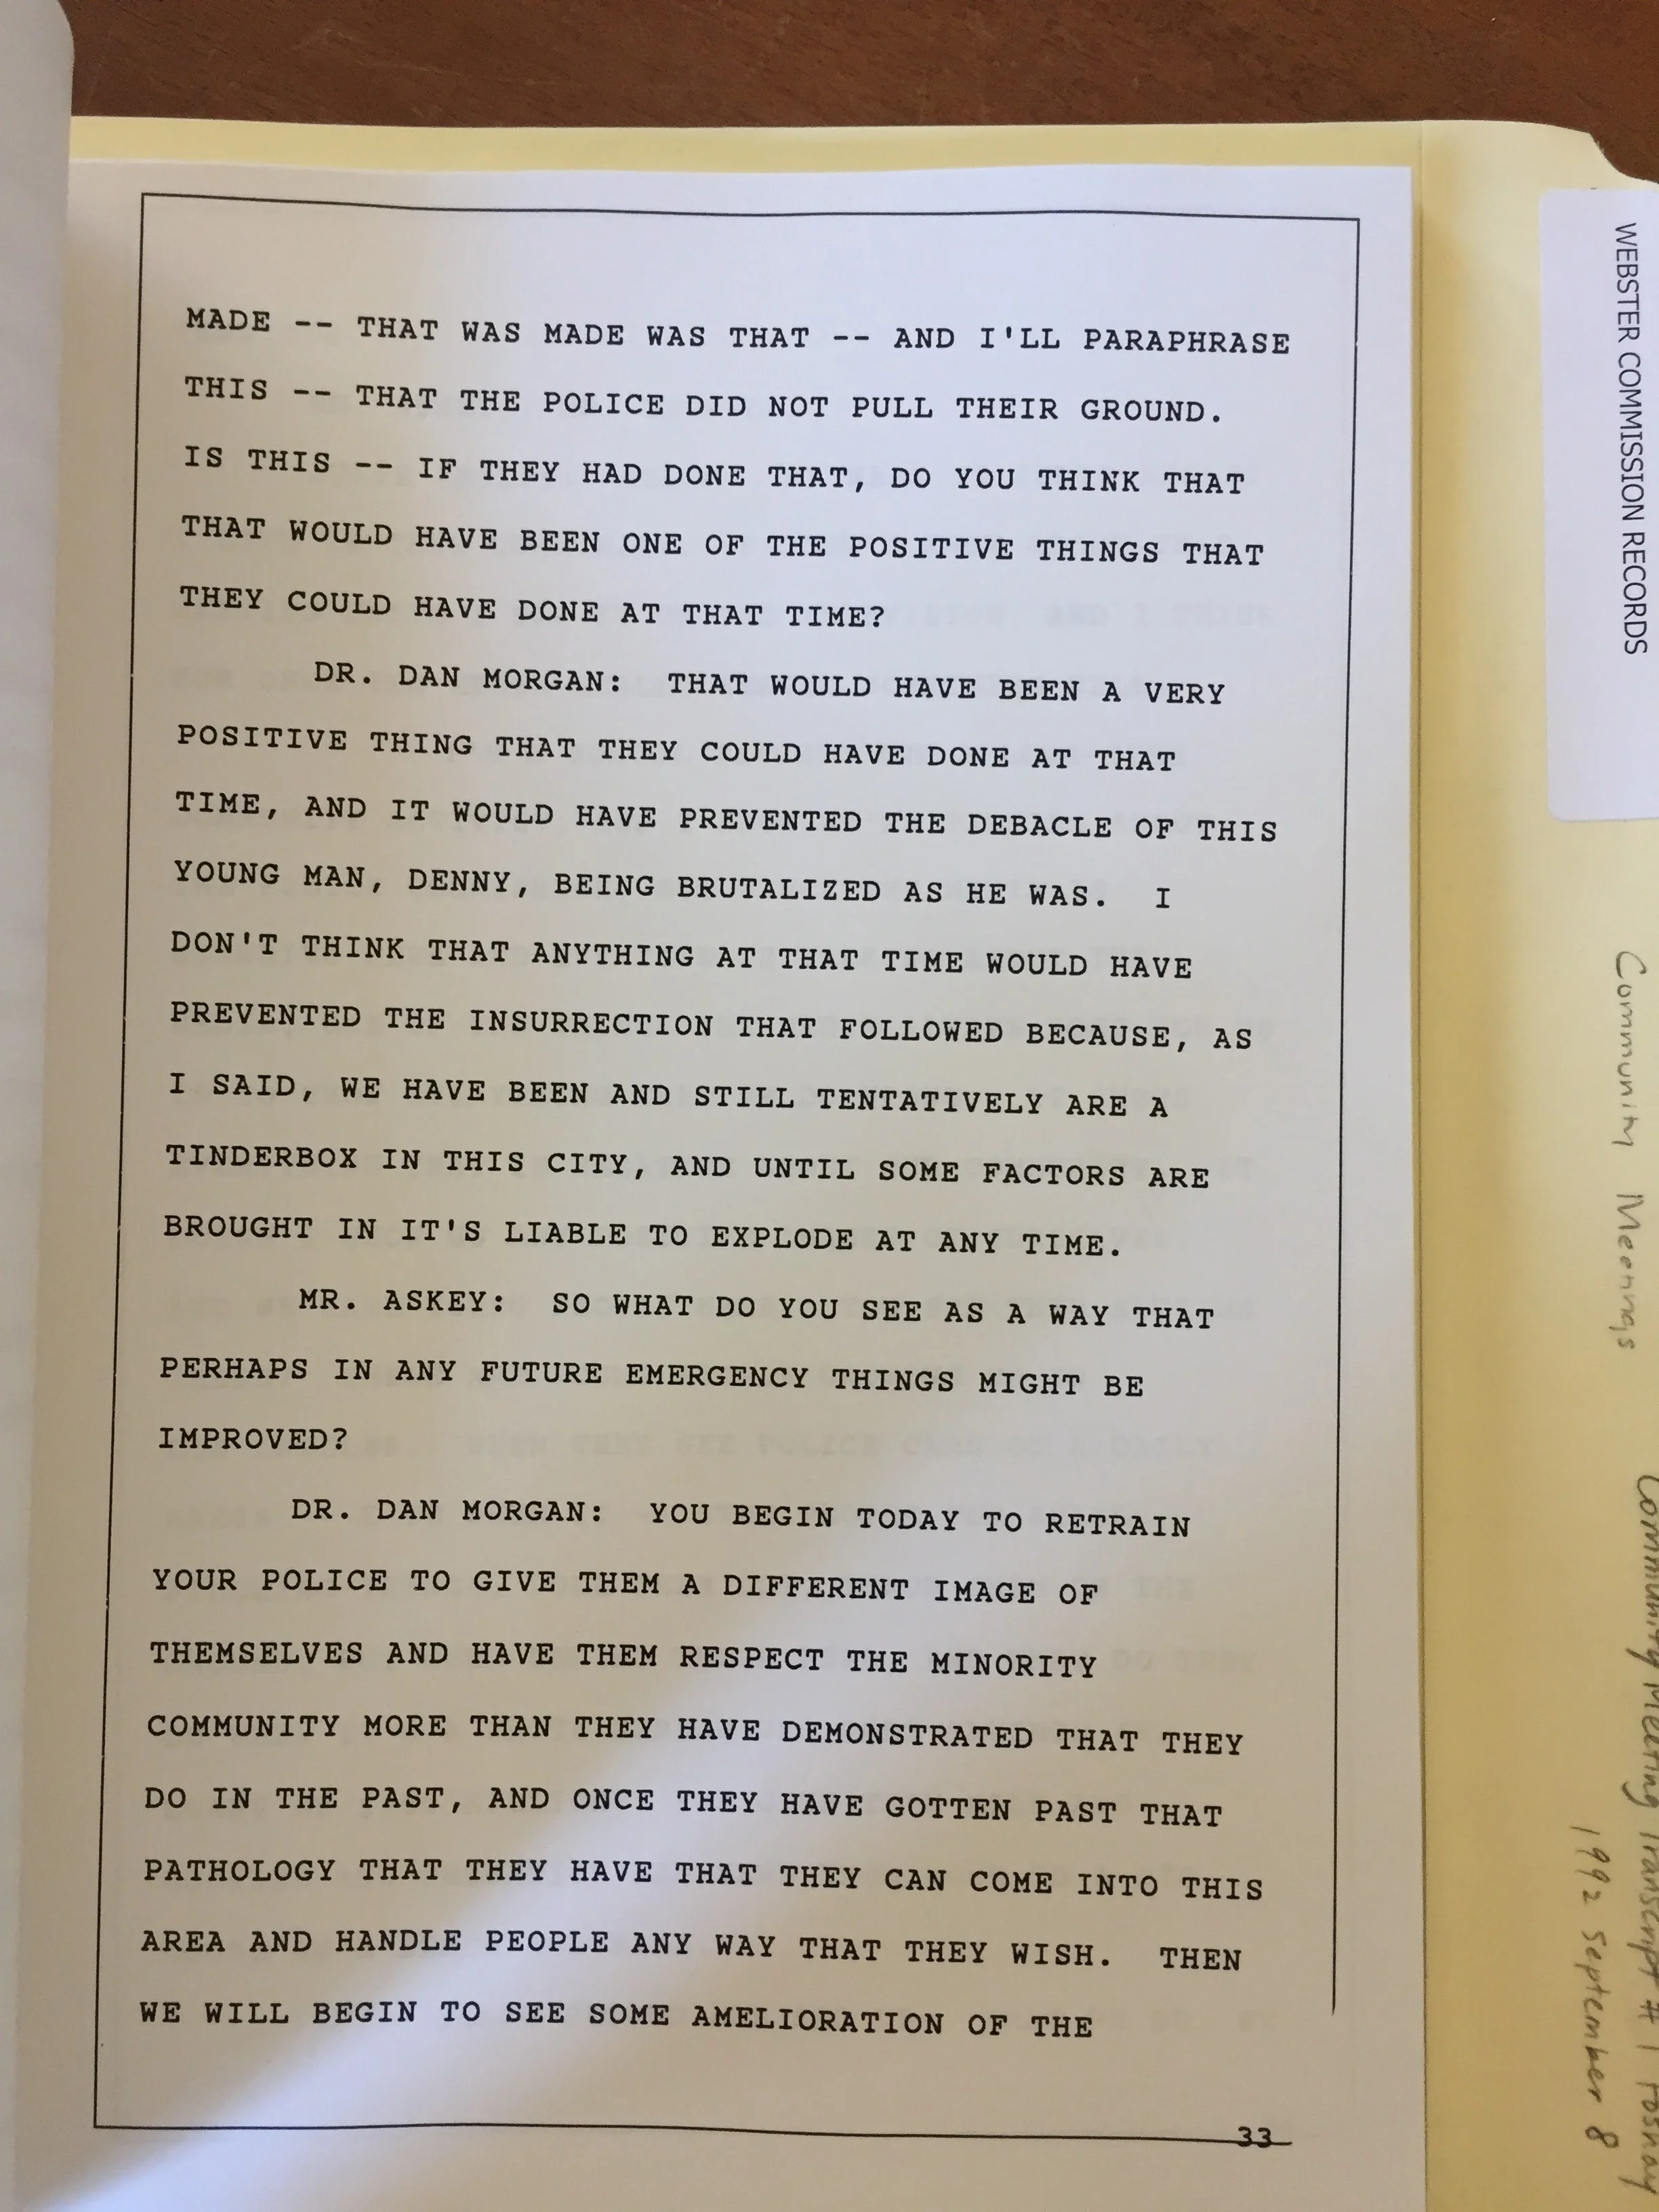 MADE -- THAT WAS MADE WAS THAT -- AND I'LL PARAPHRASE
THIS -- THAT THE POLICE DID NOT PULL THEIR GROUND.
IS THIS -- IF THEY HAD DONE THAT, DO YOU THINK THAT
THAT WOULD HAVE BEEN ONE OF THE POSITIVE THINGS THAT
THEY COULD HAVE DONE AT THAT TIME?
DR. DAN MORGAN: THAT WOULD HAVE BEEN A VERY
POSITIVE THING THAT THEY COULD HAVE DONE AT THAT
TIME, AND IT WOULD HAVE PREVENTED THE DEBACLE OF THIS
YOUNG MAN, DENNY, BEING BRUTALIZED AS HE WAS. I
DON'T THINK THAT ANYTHING AT THAT TIME WOULD HAVE
PREVENTED THE INSURRECTION THAT FOLLOWED BECAUSE, AS
I SAID, WE HAVE BEEN AND STILL TENTATIVELY ARE A
TINDERBOX IN THIS CITY, AND UNTIL SOME FACTORS ARE
BROUGHT IN IT'S LIABLE TO EXPLODE AT ANY TIME.
MR. ASKEY: SO WHAT DO YOU SEE AS A WAY THAT
PERHAPS IN ANY FUTURE EMERGENCY THINGS MIGHT BE
IMPROVED?
DR. DAN MORGAN: YOU BEGIN TODAY TO RETRAIN
YOUR POLICE TO GIVE THEM A DIFFERENT IMAGE OF
THEMSELVES AND HAVE THEM RESPECT THE MINORITY
COMMUNITY MORE THAN THEY HAVE DEMONSTRATED THAT THEY
DO IN THE PAST, AND ONCE THEY HAVE GOTTEN PAST THAT
PATHOLOGY THAT THEY HAVE THAT THEY CAN COME INTO THIS
AREA AND HANDLE PEOPLE ANY WAY THAT THEY WISH. THEN
WE WILL BEGIN TO SEE SOME AMELIORATION OF THE
33
WEBSTER COMMISSION RECORDS
Community Meetings
Community Meeting Transcript # 1
1992 September 8